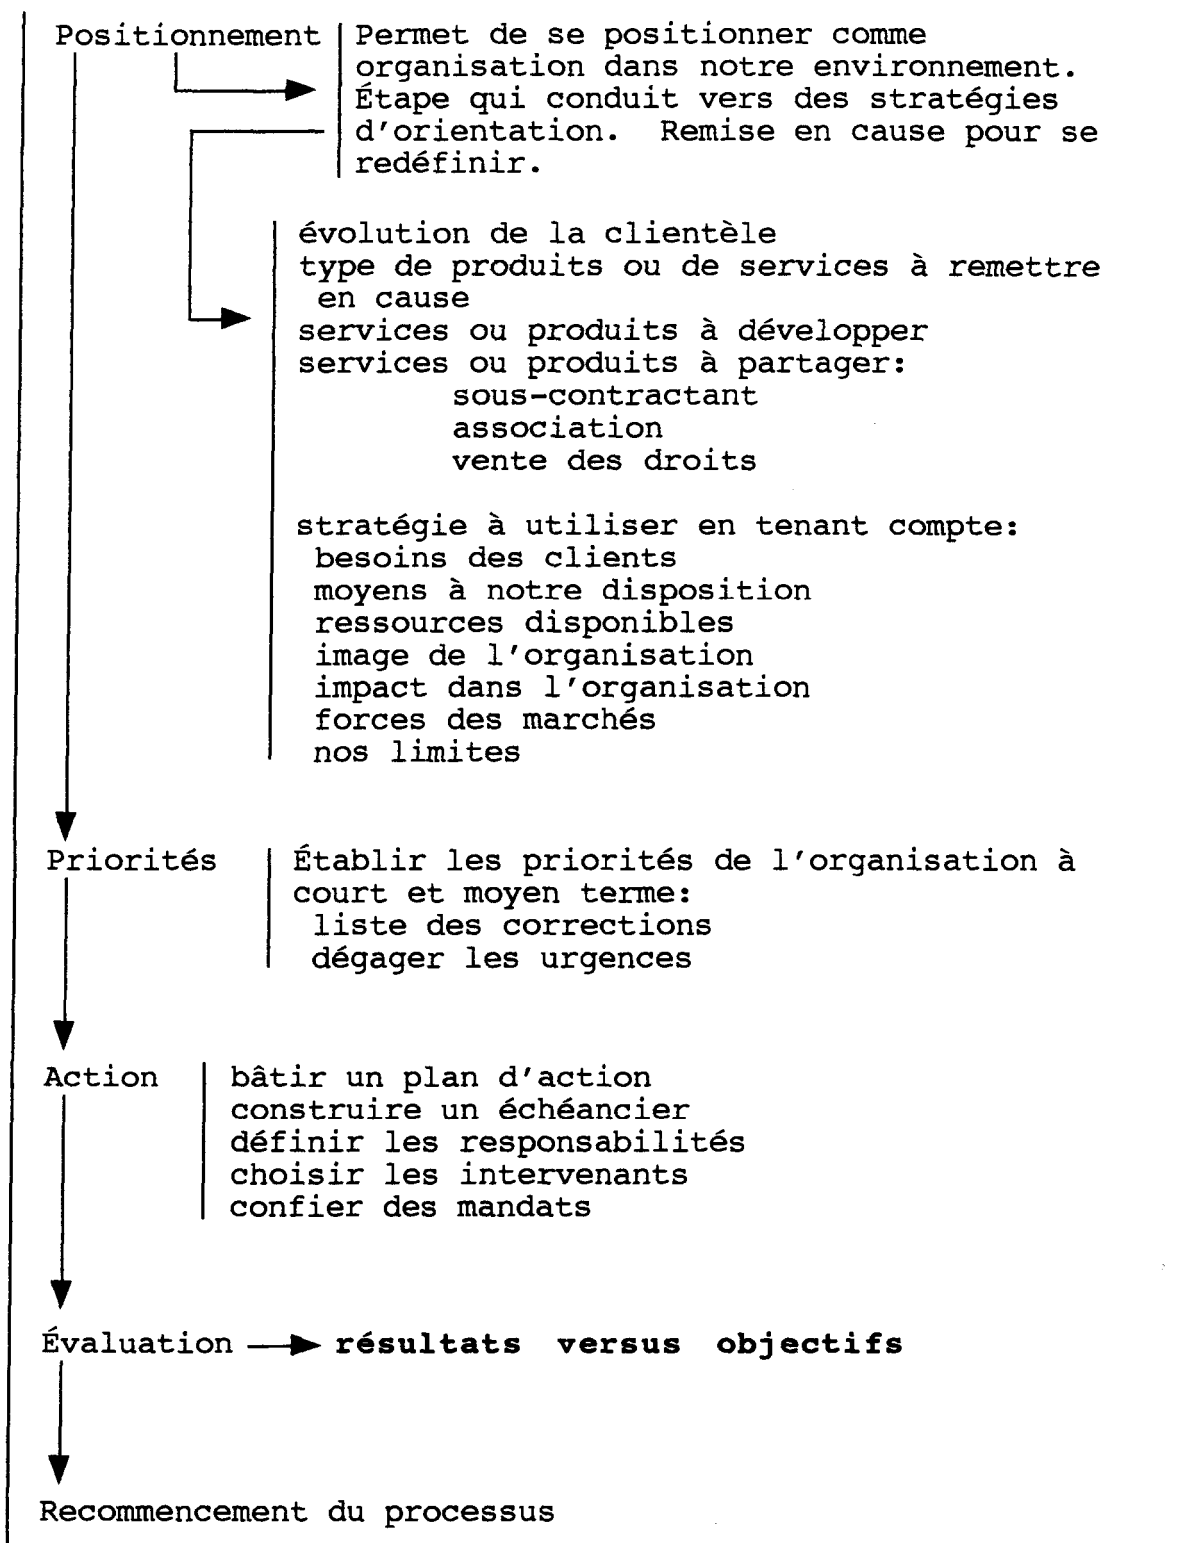 Positionnement
Permet de se positionner comme
organisation dans notre environnement.
Étape qui conduit vers des stratégies
d'orientation. Remise en cause pour se
redéfinir.
évolution de la clientèle
type de produits ou de services à remettre
en cause
services ou produits à développer
services ou produits à partager:
sous-contractant
association
vente des droits
stratégie à utiliser en tenant compte:
besoins des clients
moyens à notre disposition
ressources disponibles
image de l'organisation
impact dans l'organisation
forces des marchés
nos limites
Priorités
Établir les priorités de l'organisation à
court et moyen terme:
liste des corrections
dégager les urgences
Action
bâtir un plan d'action
construire un échéancier
définir les responsabilités
choisir les intervenants
confier des mandats
Évaluation
résultats versus objectifs
Recommencement du processus